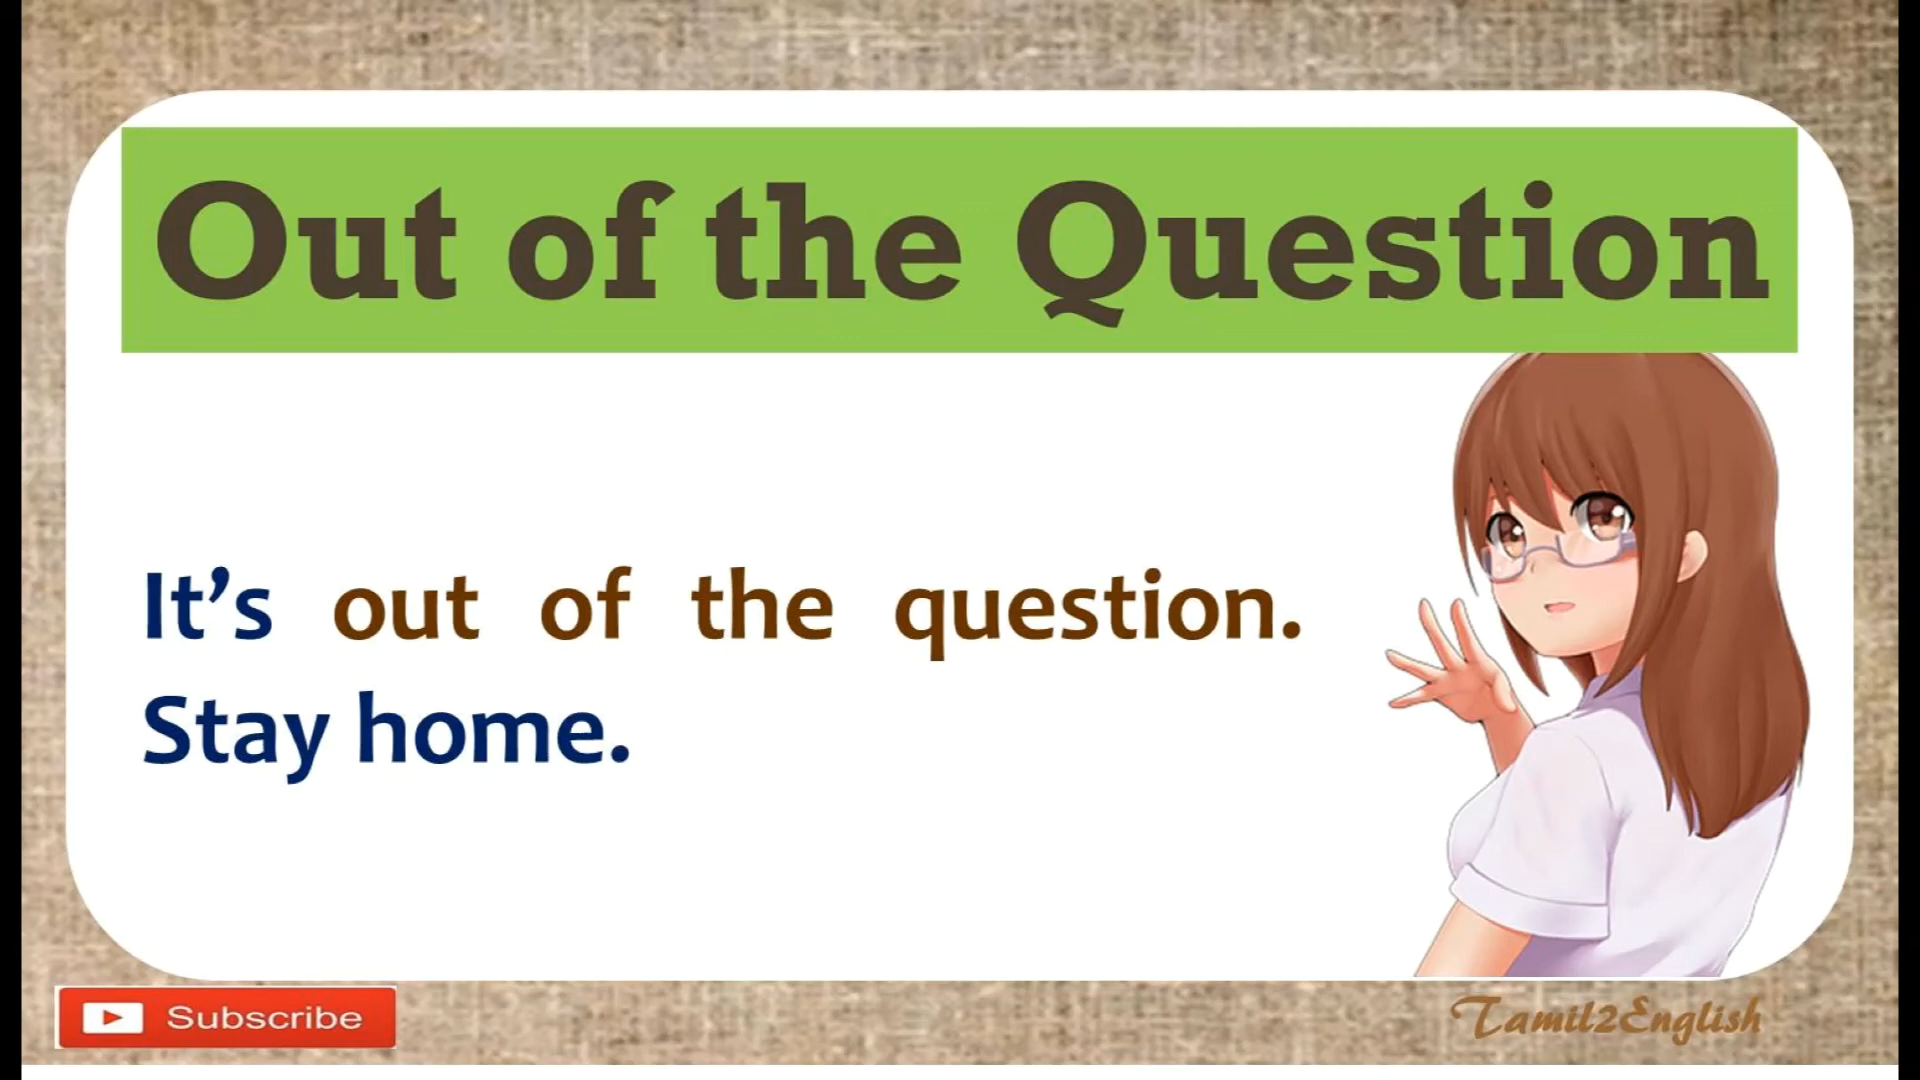 Out of the Question
It's out of the question.
Stay home.
Subscribe
Tamil2English